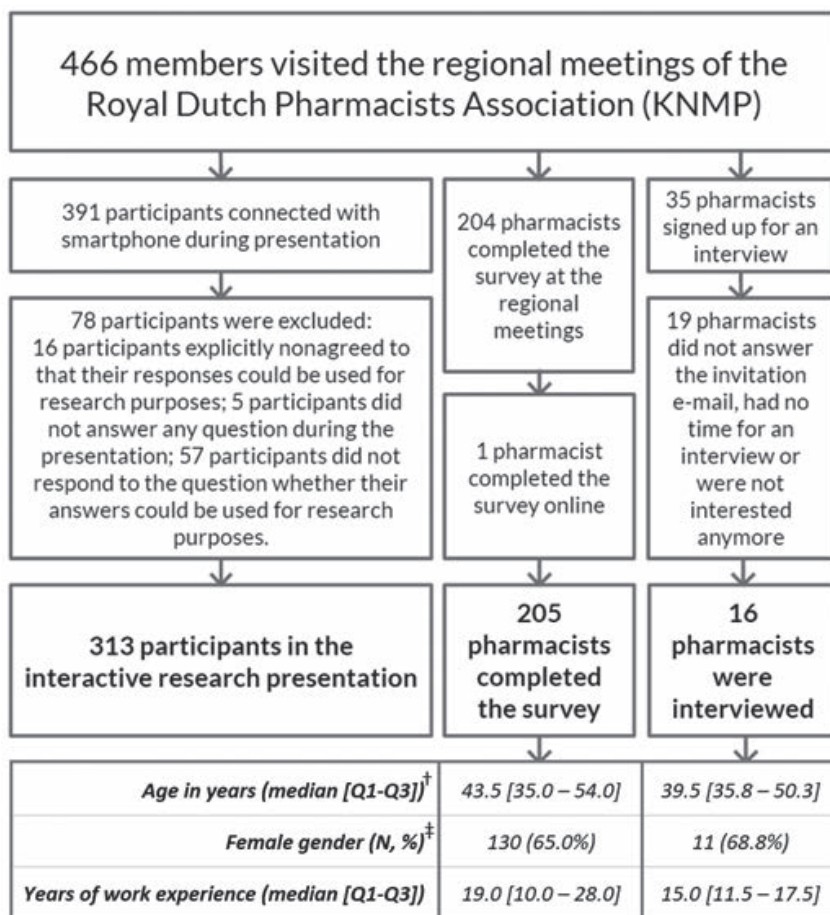 466 members visited the regional meetings of the
Royal Dutch Pharmacists Association (KNMP)
391 participants connected with
smartphone during presentation
78 participants were excluded:
16 participants explicitly nonagreed to
that their responses could be used for
research purposes; 5 participants did
not answer any question during the
presentation; 57 participants did not
respond to the question whether their
answers could be used for research
purposes.
313 participants in the
interactive research presentation
204 pharmacists
completed the
survey at the
regional
meetings
1 pharmacist
completed the
survey online
205
pharmacists
completed
the survey
35 pharmacists
signed up for an
interview
19 pharmacists
did not answer
the invitation
e-mail, had no
time for an
interview or
were not
interested
anymore
16
pharmacists
were
interviewed
Age in years (median [Q1-Q3])† 43.5 [35.0 – 54.0] 39.5 [35.8 – 50.3]
Female gender (N, %)‡ 130 (65.0%) 11 (68.8%)
Years of work experience (median [Q1-Q3]) 19.0 [10.0 – 28.0] 15.0 [11.5 – 17.5]